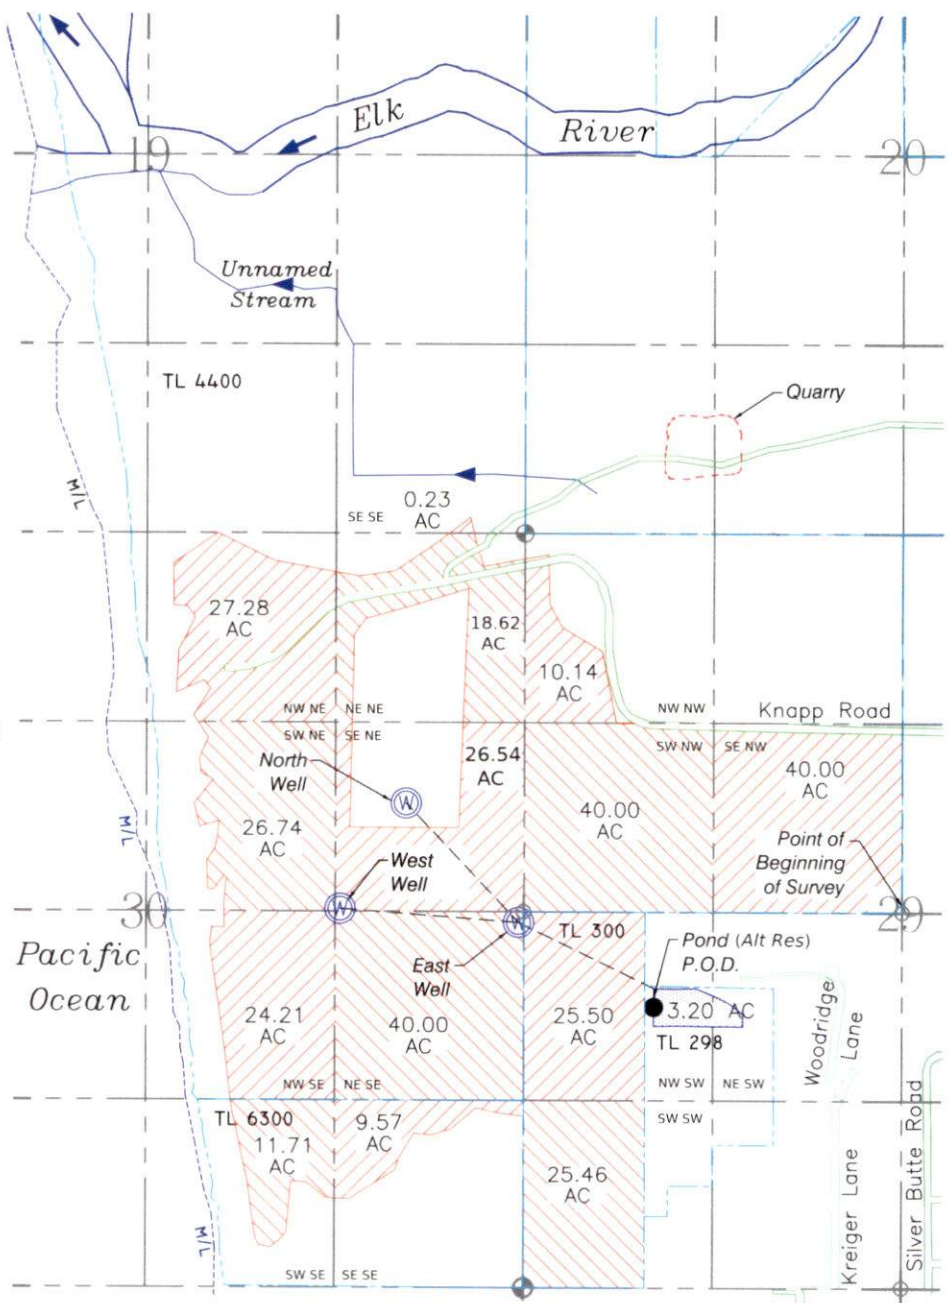 Elk
River
19
20
Unnamed
Stream
TL 4400
Quarry
M/L
0.23
AC
SE SE
27.28
AC
18.62
AC
10.14
AC
NW NE
NE NE
NW NW
Knapp Road
SW NE
SE NE
SW NW
SE NW
North
Well
26.54
AC
40.00
AC
40.00
AC
M/L
26.74
AC
West
Well
Point of
Beginning
of Survey
30
29
TL 300
Pacific
Ocean
East
Well
Pond (Alt Res)
P.O.D.
24.21
AC
40.00
AC
25.50
AC
3.20 AC
TL 298
Woodridge
Lane
NW SE
NE SE
NW SW
NE SW
TL 6300
9.57
AC
SW SW
11.71
AC
25.46
AC
Kreiger Lane
Silver Butte Road
M/L
SW SE
SE SE